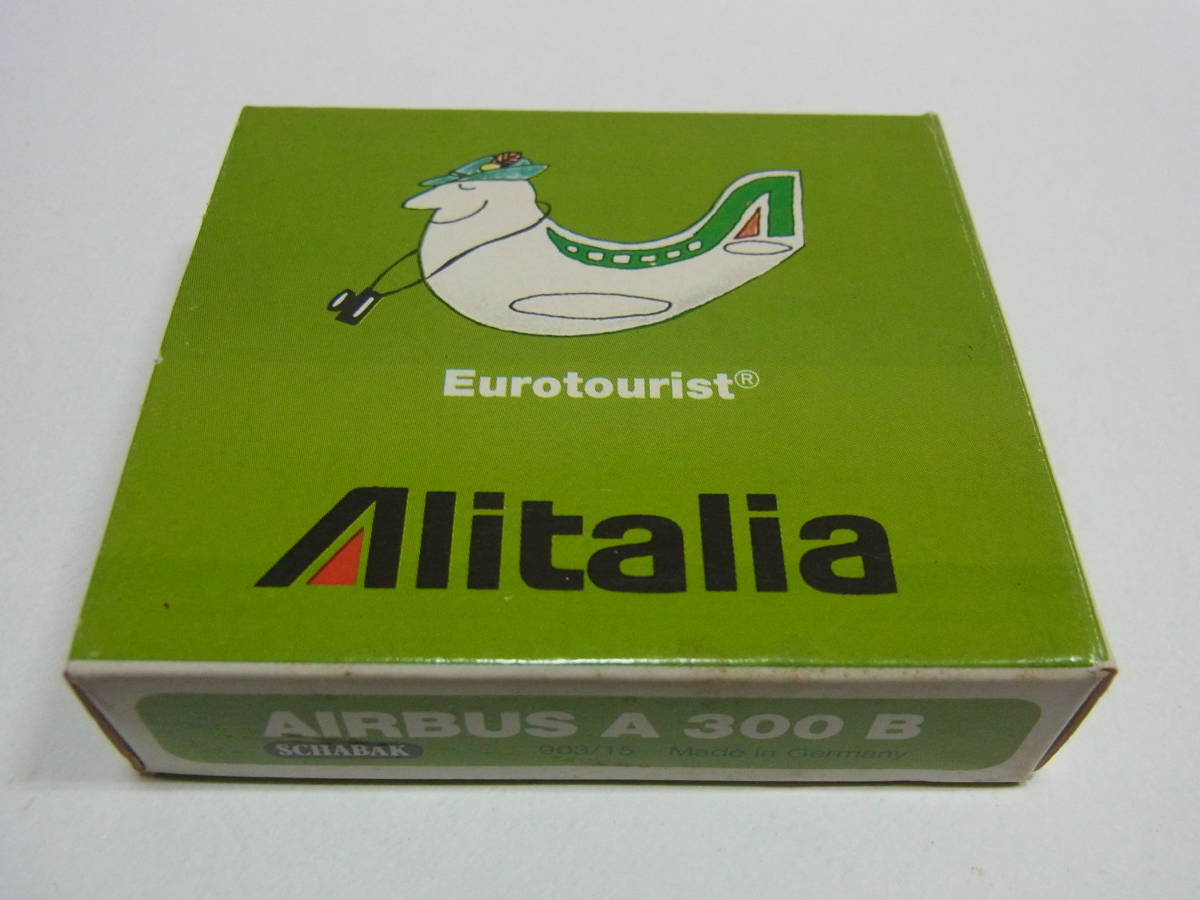 Eurotourist®
Alitalia
AIRBUS A 300 B
SCHABAK 903/15 Made in Germany